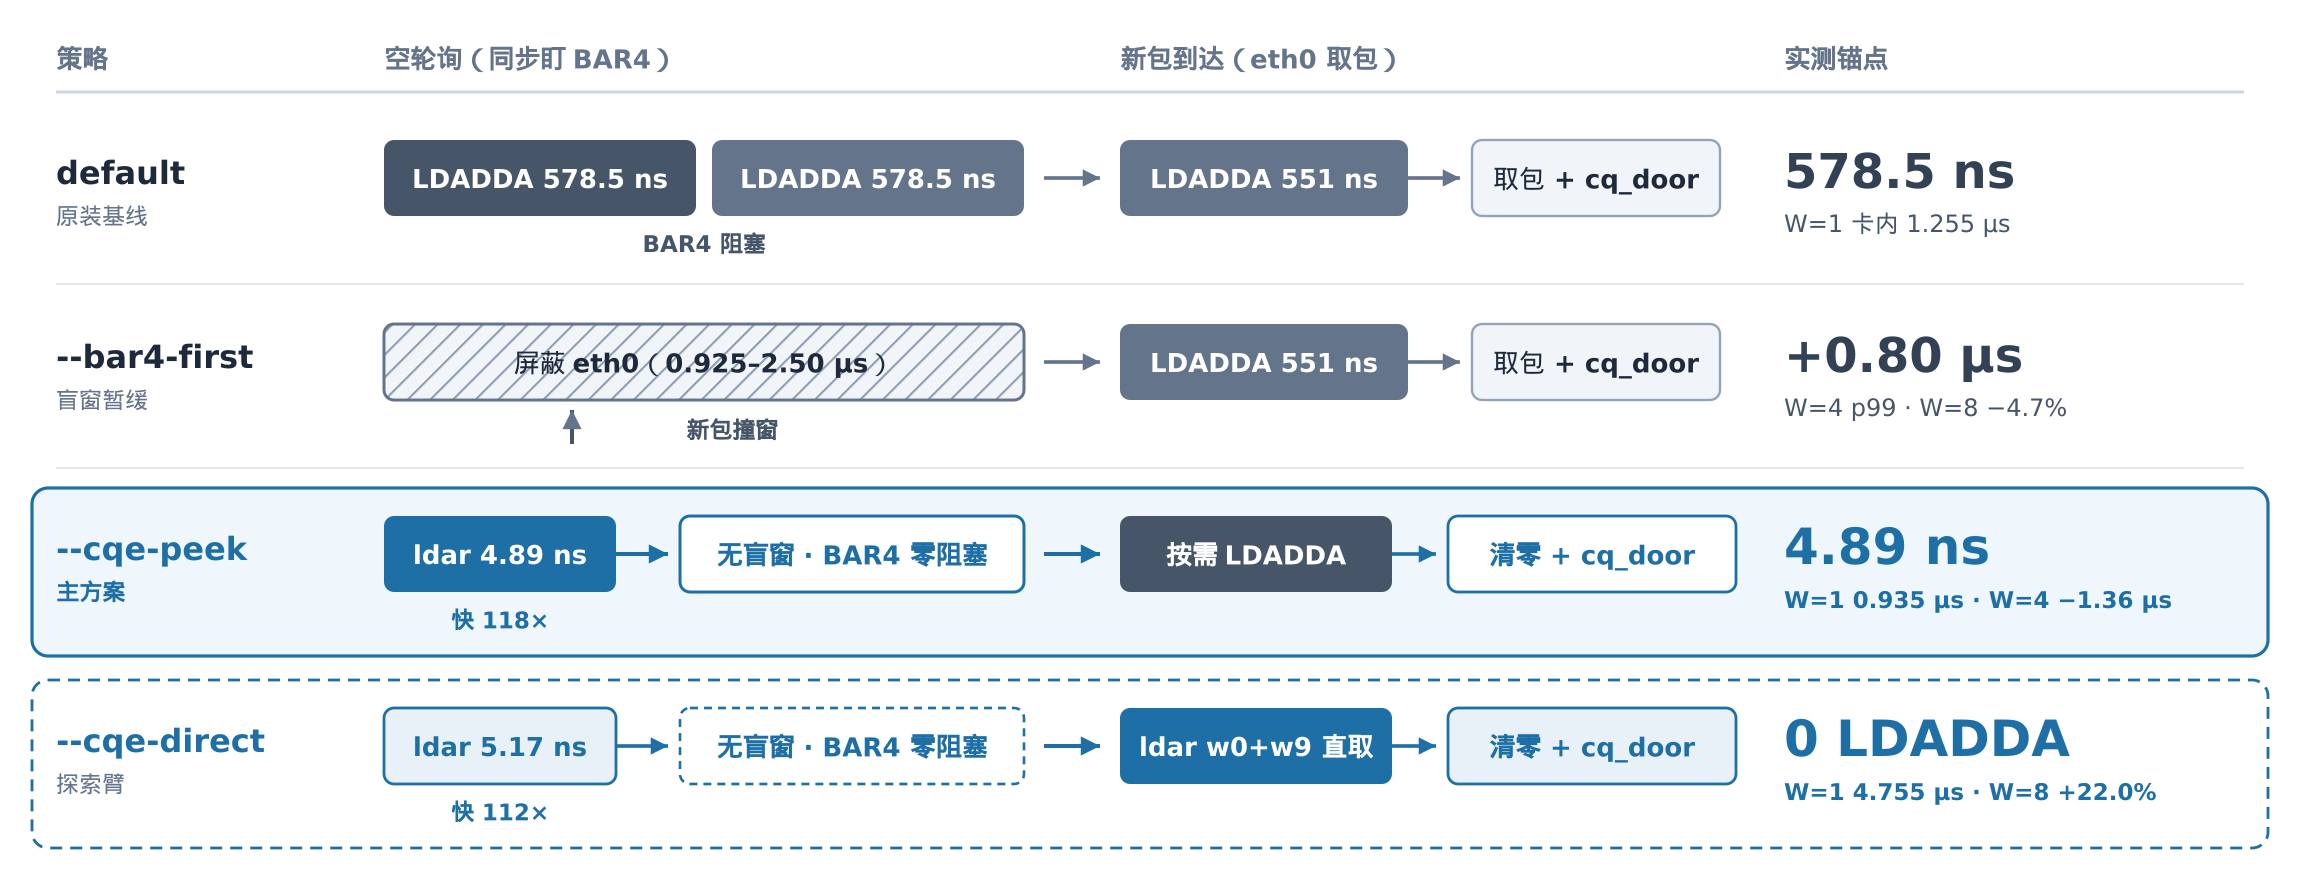 策略
空轮询（同步盯 BAR4）
新包到达（eth0 取包）
实测锚点
default
原装基线
LDADDA 578.5 ns
LDADDA 578.5 ns
BAR4 阻塞
LDADDA 551 ns
取包 + cq_door
578.5 ns
W=1 卡内 1.255 µs
--bar4-first
盲窗暂缓
屏蔽 eth0（0.925–2.50 µs）
新包撞窗
LDADDA 551 ns
取包 + cq_door
+0.80 µs
W=4 p99 · W=8 −4.7%
--cqe-peek
主方案
ldar 4.89 ns
快 118×
无盲窗 · BAR4 零阻塞
按需 LDADDA
清零 + cq_door
4.89 ns
W=1 0.935 µs · W=4 −1.36 µs
--cqe-direct
探索臂
ldar 5.17 ns
快 112×
无盲窗 · BAR4 零阻塞
ldar w0+w9 直取
清零 + cq_door
0 LDADDA
W=1 4.755 µs · W=8 +22.0%